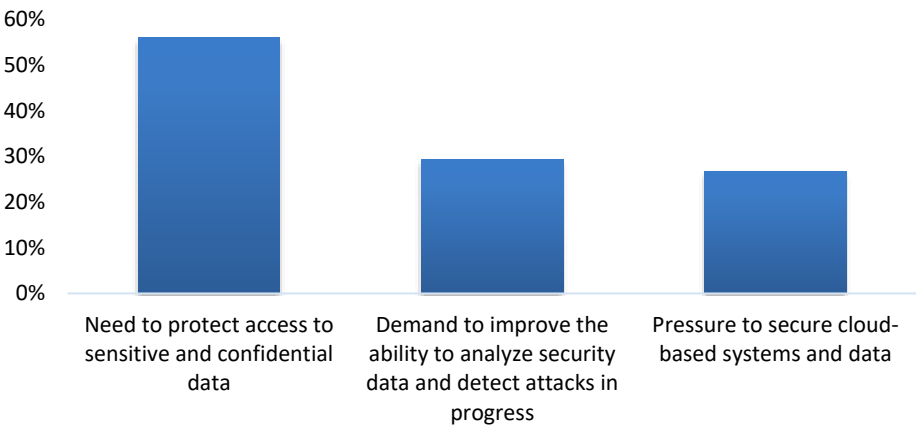 60%
50%
40%
30%
20%
10%
0%
Need to protect access to
sensitive and confidential
data
Demand to improve the
ability to analyze security
data and detect attacks in
progress
Pressure to secure cloud-
based systems and data